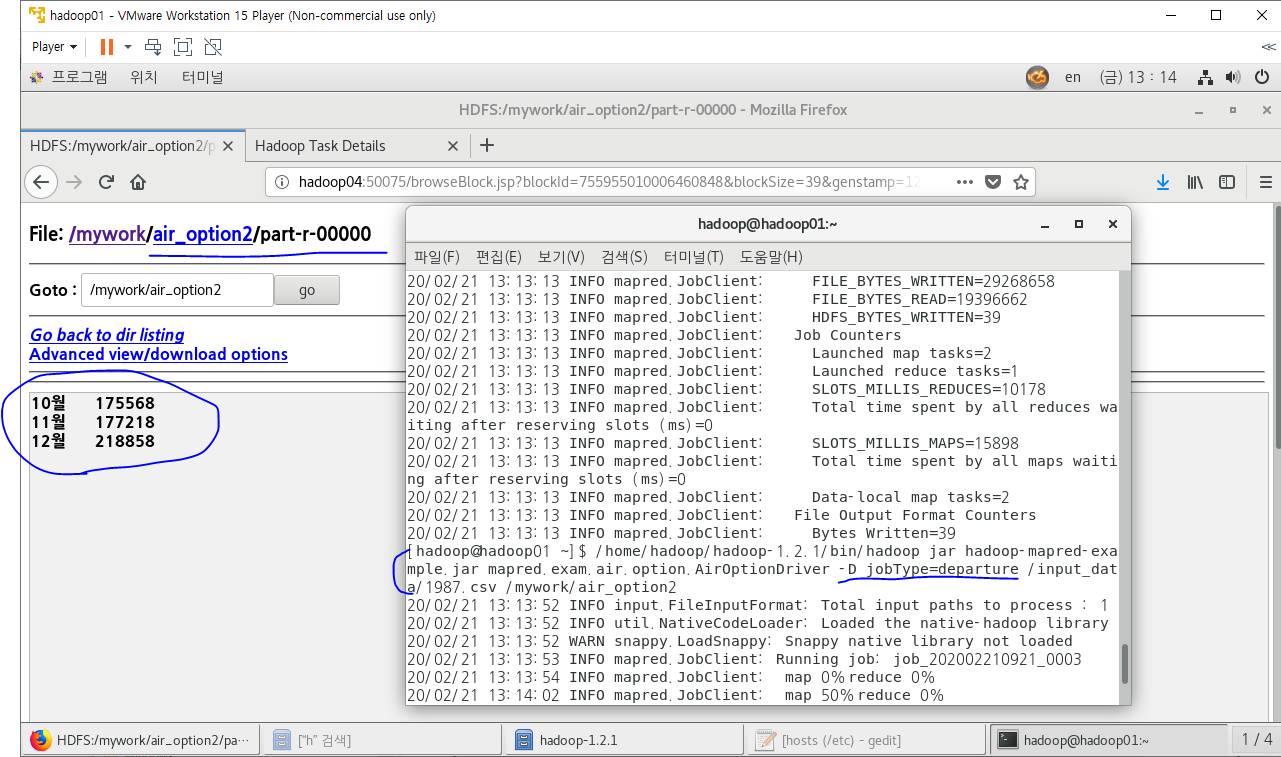 hadoop01 - VMware Workstation 15 Player (Non-commercial use only)
Player
프로그램 위치 터미널 en (금) 13 : 14
HDFS:/mywork/air_option2/part-r-00000 - Mozilla Firefox
HDFS:/mywork/air_option2/p Hadoop Task Details
hadoop04:50075/browseBlock.jsp?blockId=755955010006460848&blockSize=39&genstamp=12
File: /mywork/air_option2/part-r-00000
Goto : /mywork/air_option2 go
Go back to dir listing
Advanced view/download options
10월 175568
11월 177218
12월 218858
hadoop@hadoop01:~
파일(F) 편집(E) 보기(V) 검색(S) 터미널(T) 도움말(H)
20/02/21 13:13:13 INFO mapred.JobClient: FILE_BYTES_WRITTEN=29268658
20/02/21 13:13:13 INFO mapred.JobClient: FILE_BYTES_READ=19396662
20/02/21 13:13:13 INFO mapred.JobClient: HDFS_BYTES_WRITTEN=39
20/02/21 13:13:13 INFO mapred.JobClient: Job Counters
20/02/21 13:13:13 INFO mapred.JobClient: Launched map tasks=2
20/02/21 13:13:13 INFO mapred.JobClient: Launched reduce tasks=1
20/02/21 13:13:13 INFO mapred.JobClient: SLOTS_MILLIS_REDUCES=10178
20/02/21 13:13:13 INFO mapred.JobClient: Total time spent by all reduces wa
iting after reserving slots (ms)=0
20/02/21 13:13:13 INFO mapred.JobClient: SLOTS_MILLIS_MAPS=15898
20/02/21 13:13:13 INFO mapred.JobClient: Total time spent by all maps waiti
ng after reserving slots (ms)=0
20/02/21 13:13:13 INFO mapred.JobClient: Data-local map tasks=2
20/02/21 13:13:13 INFO mapred.JobClient: File Output Format Counters
20/02/21 13:13:13 INFO mapred.JobClient: Bytes Written=39
[hadoop@hadoop01 ~]$ /home/hadoop/hadoop-1.2.1/bin/hadoop jar hadoop-mapred-exa
mple.jar mapred.exam.air.option.AirOptionDriver -D jobType=departure /input_dat
a/1987.csv /mywork/air_option2
20/02/21 13:13:52 INFO input.FileInputFormat: Total input paths to process : 1
20/02/21 13:13:52 INFO util.NativeCodeLoader: Loaded the native-hadoop library
20/02/21 13:13:52 WARN snappy.LoadSnappy: Snappy native library not loaded
20/02/21 13:13:53 INFO mapred.JobClient: Running job: job_202002210921_0003
20/02/21 13:13:54 INFO mapred.JobClient: map 0% reduce 0%
20/02/21 13:14:02 INFO mapred.JobClient: map 50% reduce 0%
HDFS:/mywork/air_option2/pa… ["h" 검색] hadoop-1.2.1 [hosts (/etc) - gedit] hadoop@hadoop01:~ 1 / 4